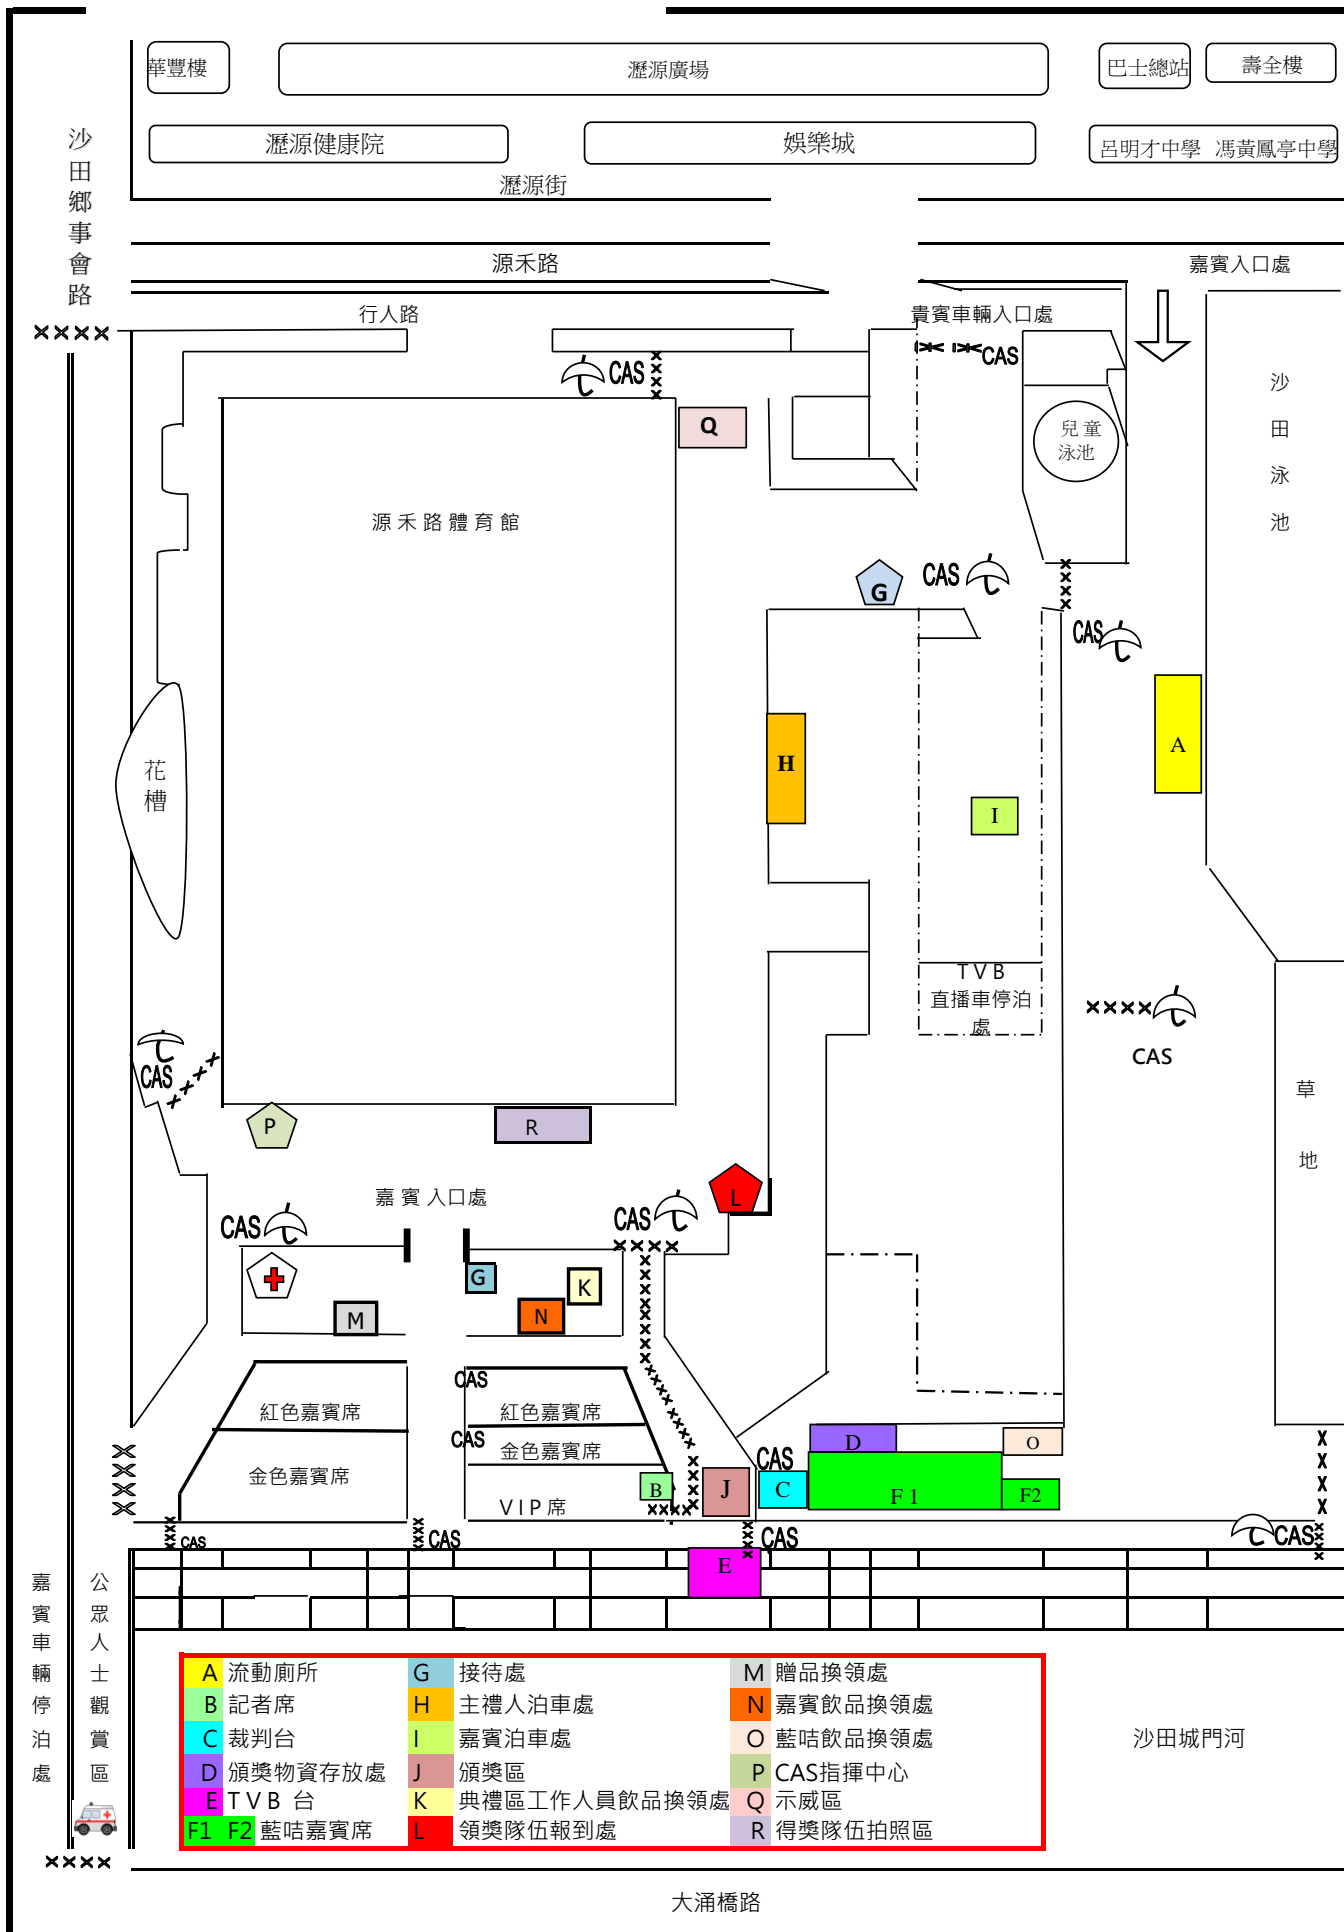 華豐樓
瀝源廣場
巴士總站
壽全樓
瀝源健康院
娛樂城
呂明才中學 馮黃鳳亭中學
瀝源街
沙田鄉事會路
源禾路
嘉賓入口處
行人路
貴賓車輛入口處
CAS
CAS
Q
兒童
泳池
沙田泳池
源禾路體育館
G
CAS
CAS
A
H
I
花槽
TVB
直播車停泊
處
CAS
CAS
草地
P
R
L
嘉賓入口處
CAS
CAS
G
K
M
N
CAS
紅色嘉賓席
紅色嘉賓席
CAS
金色嘉賓席
金色嘉賓席
VIP席
B
J
CAS
C
D
O
F1
F2
CAS
CAS
CAS
CAS
E
嘉賓車輛停泊處
公眾人士觀賞區
A 流動廁所
G 接待處
M 贈品換領處
B 記者席
H 主禮人泊車處
N 嘉賓飲品換領處
C 裁判台
I 嘉賓泊車處
O 藍咭飲品換領處
D 頒獎物資存放處
J 頒獎區
P CAS指揮中心
E TVB 台
K 典禮區工作人員飲品換領處
Q 示威區
F1 F2 藍咭嘉賓席
L 領獎隊伍報到處
R 得獎隊伍拍照區
沙田城門河
大涌橋路